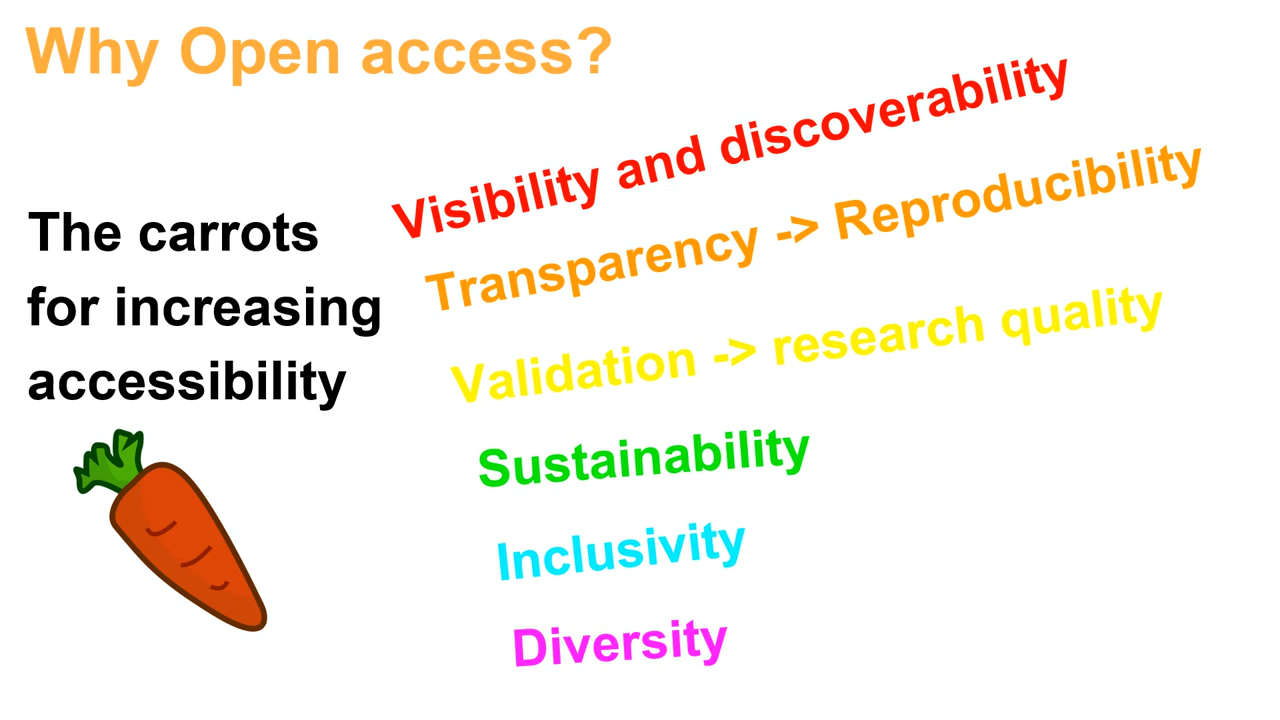 Why Open access?
The carrots
for increasing
accessibility
Visibility and discoverability
Transparency -> Reproducibility
Validation -> research quality
Sustainability
Inclusivity
Diversity